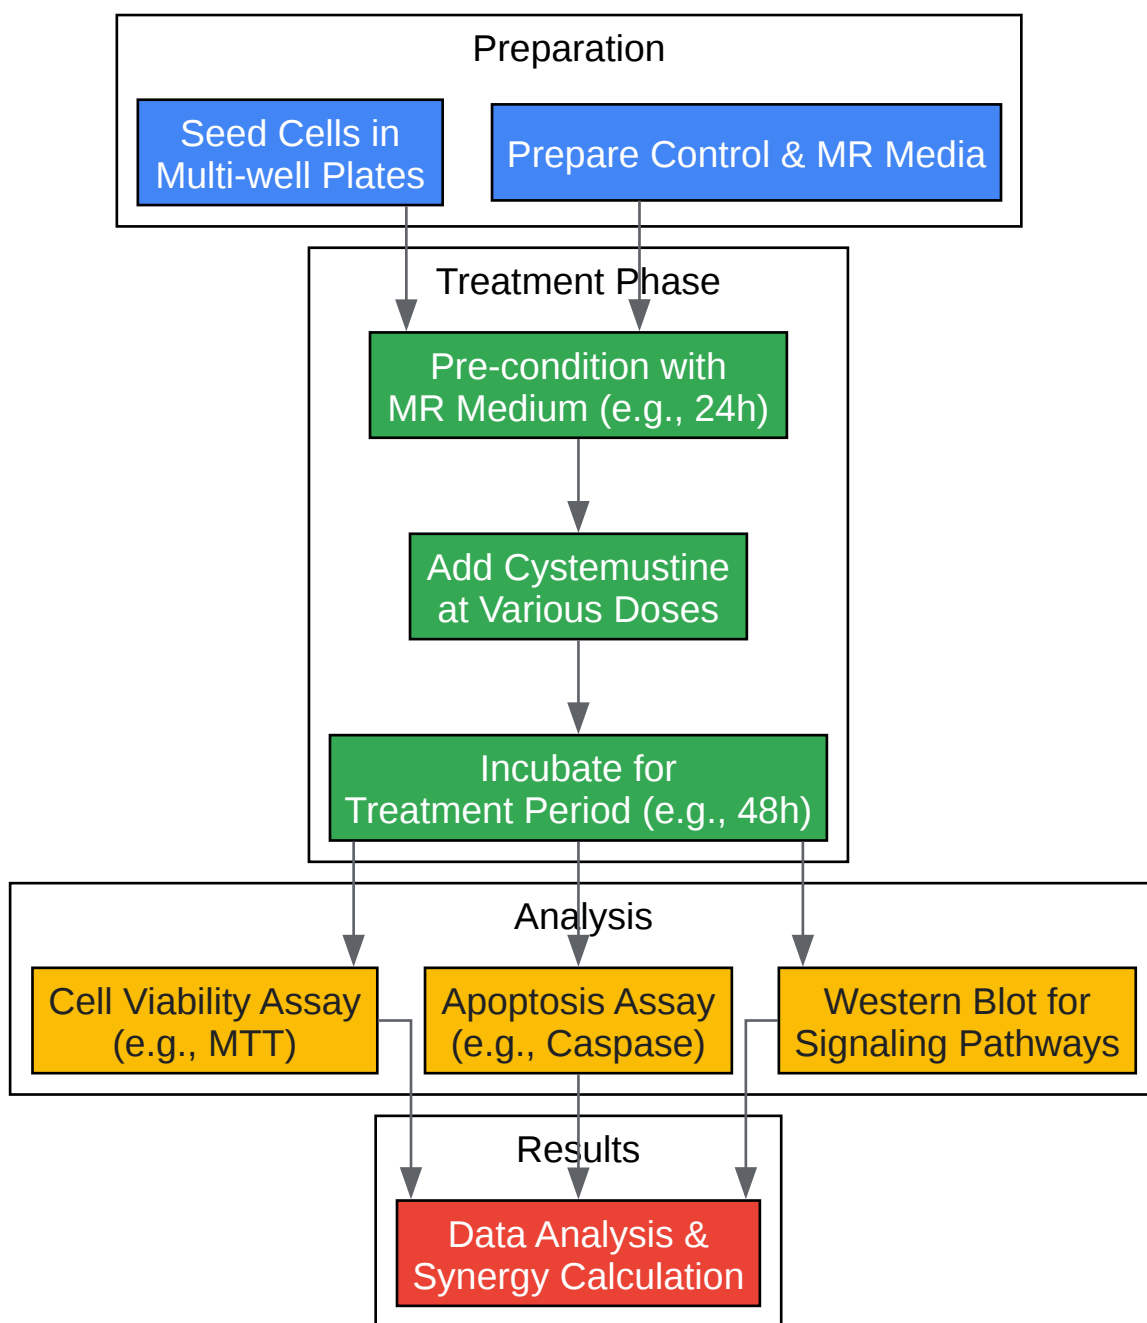 Preparation
Seed Cells in
Multi-well Plates
Prepare Control & MR Media
Treatment Phase
Pre-condition with
MR Medium (e.g., 24h)
Add Cystemustine
at Various Doses
Incubate for
Treatment Period (e.g., 48h)
Analysis
Cell Viability Assay
(e.g., MTT)
Apoptosis Assay
(e.g., Caspase)
Western Blot for
Signaling Pathways
Results
Data Analysis &
Synergy Calculation